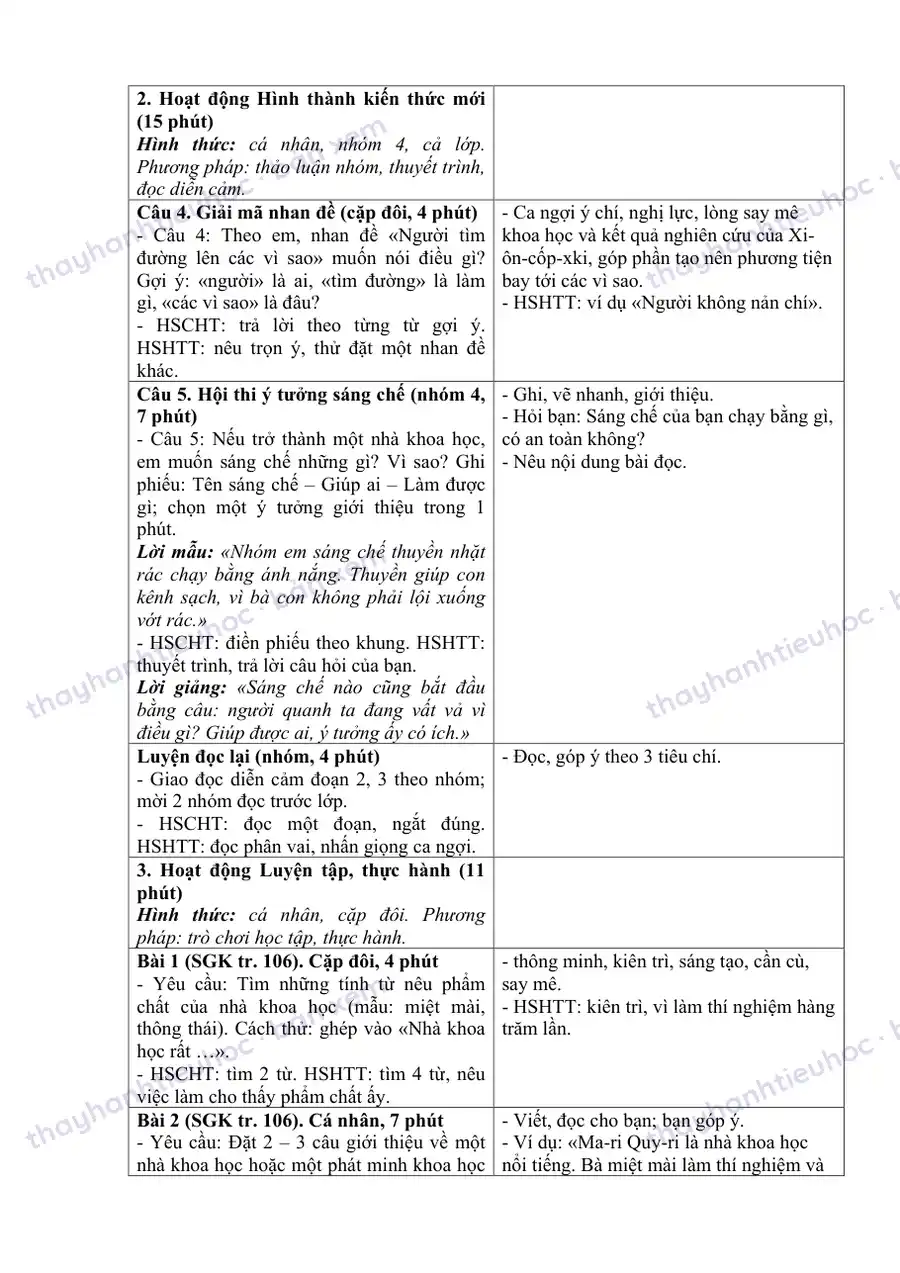 2. Hoạt động Hình thành kiến thức mới
(15 phút)
Hình thức: cá nhân, nhóm 4, cả lớp.
Phương pháp: thảo luận nhóm, thuyết trình,
đọc diễn cảm.
Câu 4. Giải mã nhan đề (cặp đôi, 4 phút)
- Câu 4: Theo em, nhan đề «Người tìm
đường lên các vì sao» muốn nói điều gì?
Gợi ý: «người» là ai, «tìm đường» là làm
gì, «các vì sao» là đâu?
- HSCHT: trả lời theo từng từ gợi ý.
HSHTT: nêu trọn ý, thử đặt một nhan đề
khác.
- Ca ngợi ý chí, nghị lực, lòng say mê
khoa học và kết quả nghiên cứu của Xi-
ôn-cốp-xki, góp phần tạo nên phương tiện
bay tới các vì sao.
- HSHTT: ví dụ «Người không nản chí».
Câu 5. Hội thi ý tưởng sáng chế (nhóm 4,
7 phút)
- Câu 5: Nếu trở thành một nhà khoa học,
em muốn sáng chế những gì? Vì sao? Ghi
phiếu: Tên sáng chế – Giúp ai – Làm được
gì; chọn một ý tưởng giới thiệu trong 1
phút.
Lời mẫu: «Nhóm em sáng chế thuyền nhặt
rác chạy bằng ánh nắng. Thuyền giúp con
kênh sạch, vì bà con không phải lội xuống
vớt rác.»
- HSCHT: điền phiếu theo khung. HSHTT:
thuyết trình, trả lời câu hỏi của bạn.
Lời giảng: «Sáng chế nào cũng bắt đầu
bằng câu: người quanh ta đang vất vả vì
điều gì? Giúp được ai, ý tưởng ấy có ích.»
- Ghi, vẽ nhanh, giới thiệu.
- Hỏi bạn: Sáng chế của bạn chạy bằng gì,
có an toàn không?
- Nêu nội dung bài đọc.
Luyện đọc lại (nhóm, 4 phút)
- Giao đọc diễn cảm đoạn 2, 3 theo nhóm;
mời 2 nhóm đọc trước lớp.
- HSCHT: đọc một đoạn, ngắt đúng.
HSHTT: đọc phân vai, nhấn giọng ca ngợi.
- Đọc, góp ý theo 3 tiêu chí.
3. Hoạt động Luyện tập, thực hành (11
phút)
Hình thức: cá nhân, cặp đôi. Phương
pháp: trò chơi học tập, thực hành.
Bài 1 (SGK tr. 106). Cặp đôi, 4 phút
- Yêu cầu: Tìm những tính từ nêu phẩm
chất của nhà khoa học (mẫu: miệt mài,
thông thái). Cách thử: ghép vào «Nhà khoa
học rất …».
- HSCHT: tìm 2 từ. HSHTT: tìm 4 từ, nêu
việc làm cho thấy phẩm chất ấy.
- thông minh, kiên trì, sáng tạo, cần cù,
say mê.
- HSHTT: kiên trì, vì làm thí nghiệm hàng
trăm lần.
Bài 2 (SGK tr. 106). Cá nhân, 7 phút
- Yêu cầu: Đặt 2 – 3 câu giới thiệu về một
nhà khoa học hoặc một phát minh khoa học
- Viết, đọc cho bạn; bạn góp ý.
- Ví dụ: «Ma-ri Quy-ri là nhà khoa học
nổi tiếng. Bà miệt mài làm thí nghiệm và
thayhanhtieuhoc · bản xem
thayhanhtieuhoc · b
thayhanhtieuhoc · bản xem
thayhanhtieuhoc · b
thayhanhtieuhoc · bản xem
thayhanhtieuhoc · b